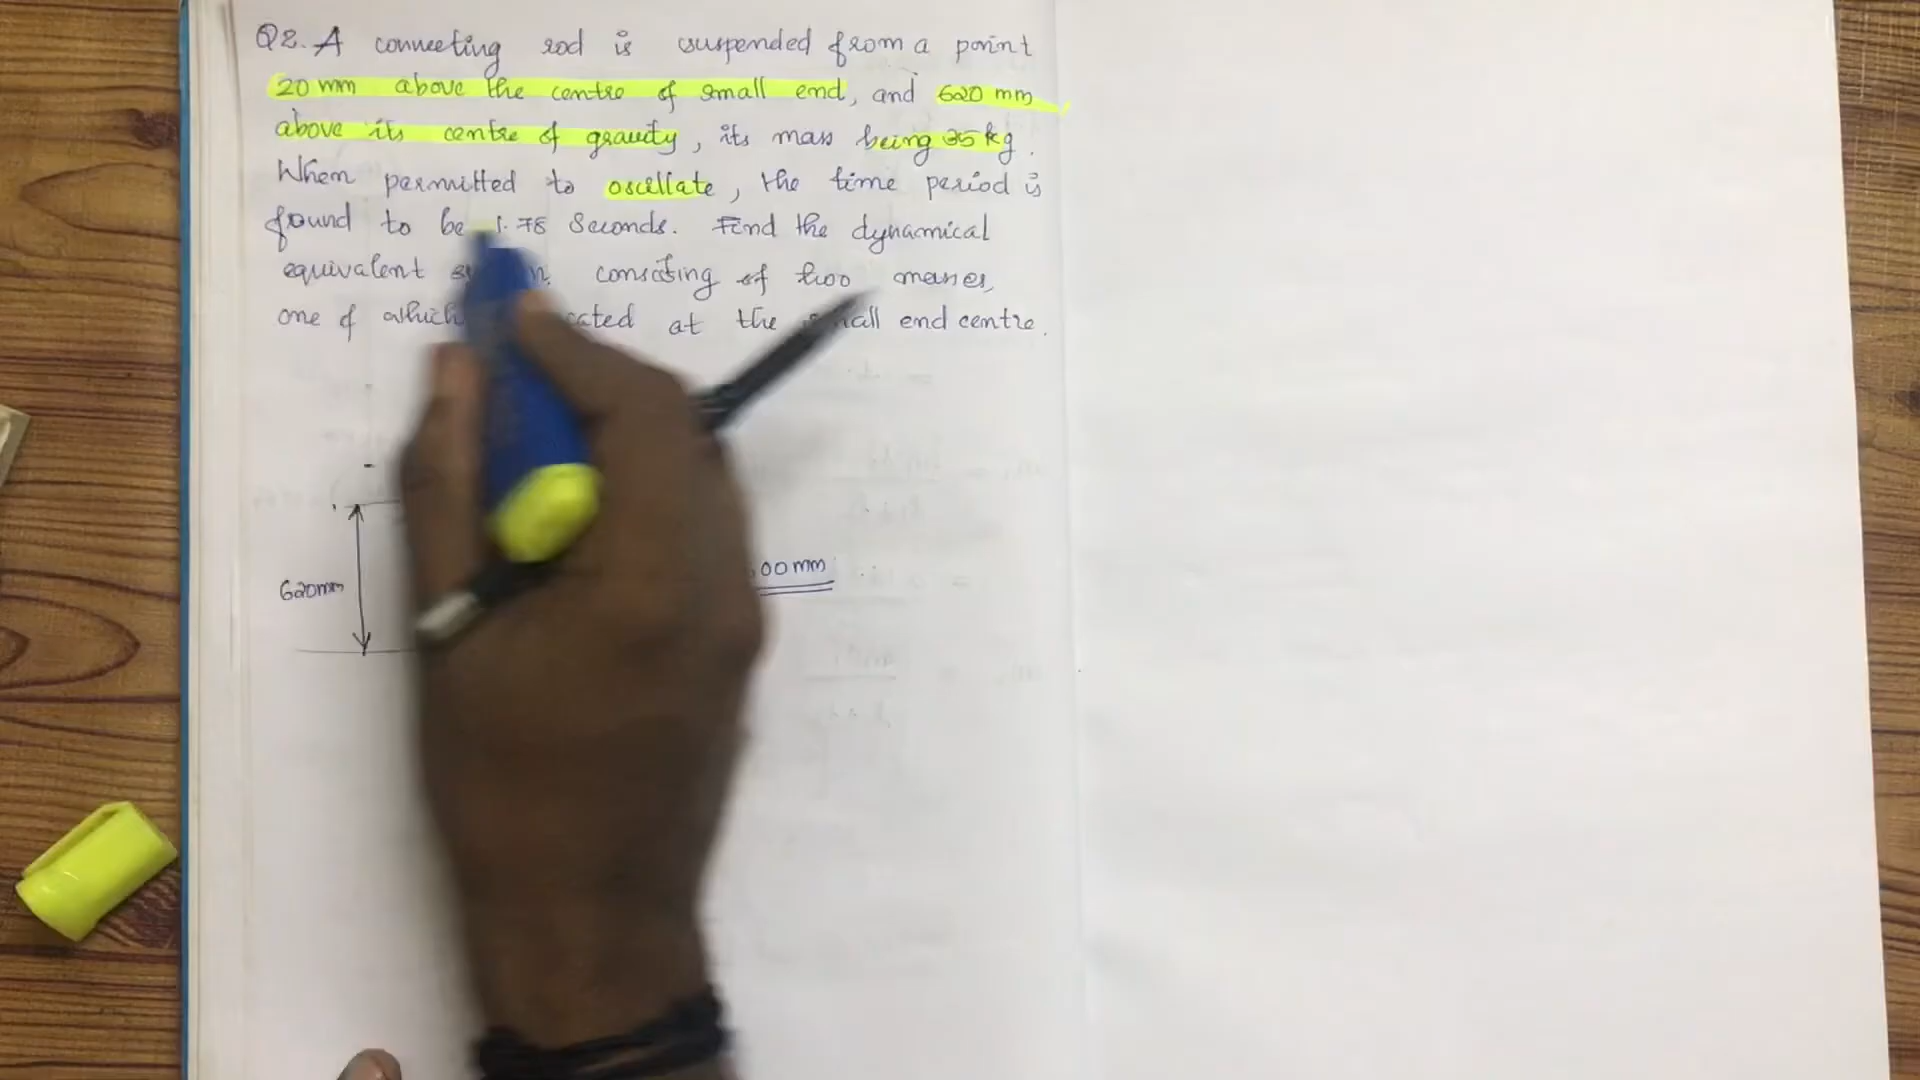 Q2. A connecting rod is suspended from a point
20 mm above the centre of small end, and 620 mm
above its centre of gravity, its mass being 35 kg.
When permitted to oscillate, the time period is
found to be 1.78 Seconds. Find the dynamical
equivalent consisting of two masses,
one of which at the end centre.
00 mm
620mm